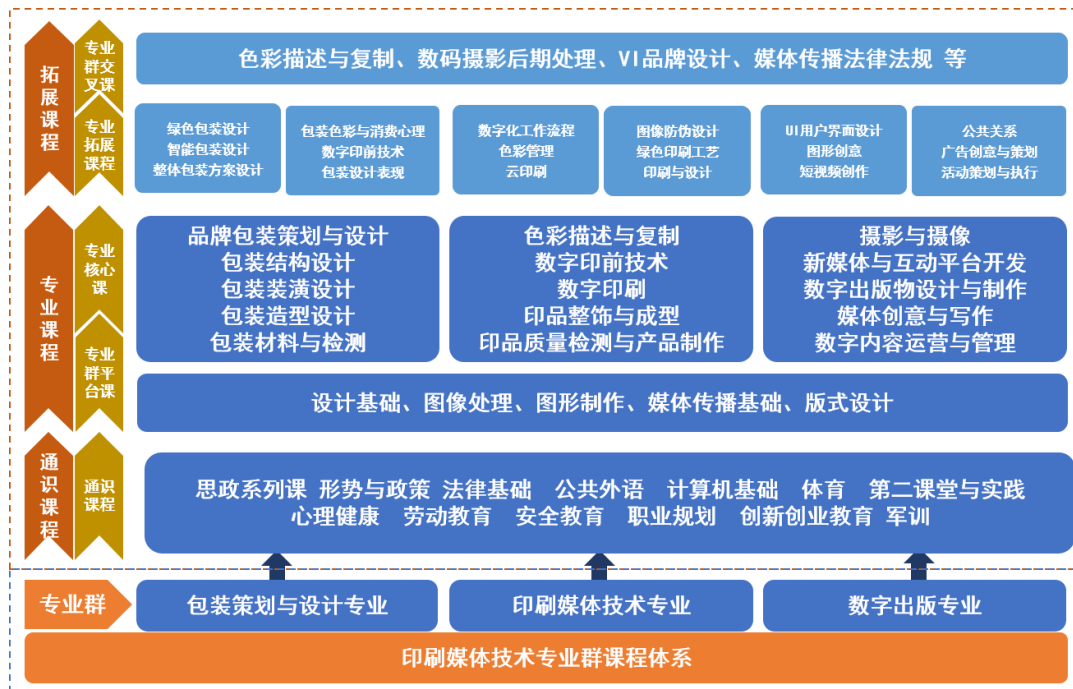 拓展课程
专业群交叉课
色彩描述与复制、数码摄影后期处理、VI品牌设计、媒体传播法律法规 等
专业拓展课程
绿色包装设计
智能包装设计
整体包装方案设计
包装色彩与消费心理
数字印前技术
包装设计表现
数字化工作流程
色彩管理
云印刷
图像防伪设计
绿色印刷工艺
印刷与设计
UI用户界面设计
图形创意
短视频创作
公共关系
广告创意与策划
活动策划与执行
专业课程
专业核心课
品牌包装策划与设计
包装结构设计
包装装潢设计
包装造型设计
包装材料与检测
色彩描述与复制
数字印前技术
数字印刷
印品整饰与成型
印品质量检测与产品制作
摄影与摄像
新媒体与互动平台开发
数字出版物设计与制作
媒体创意与写作
数字内容运营与管理
专业群平台课
设计基础、图像处理、图形制作、媒体传播基础、版式设计
通识课程
通识课程
思政系列课 形势与政策 法律基础 公共外语 计算机基础 体育 第二课堂与实践
心理健康 劳动教育 安全教育 职业规划 创新创业教育 军训
专业群
包装策划与设计专业
印刷媒体技术专业
数字出版专业
印刷媒体技术专业群课程体系